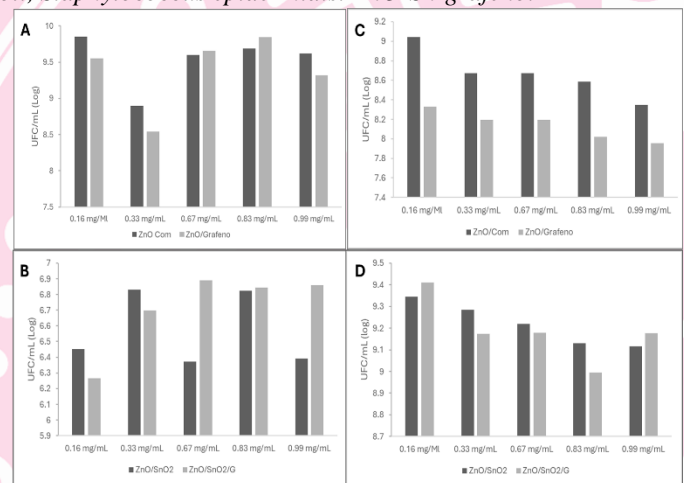 A
UFC/mL (Log)
10
9.5
9
8.5
8
7.5
0.16 mg/Ml 0.33 mg/mL 0.67 mg/mL 0.83 mg/mL 0.99 mg/mL
ZnO Com ZnO/Grafeno
C
UFC/mL (Log)
9.2
9
8.8
8.6
8.4
8.2
8
7.8
7.6
7.4
0.16 mg/mL 0.33 mg/mL 0.67 mg/mL 0.83 mg/mL 0.99 mg/mL
ZnO/Com ZnO/Grafeno
B
UFC/mL (Log)
7
6.9
6.8
6.7
6.6
6.4
6.3
6.2
6.1
6
5.9
0.16 mg/mL 0.33 mg/mL 0.67 mg/mL 0.83 mg/mL 0.99 mg/mL
ZnO/SnO2 ZnO/SnO2/G
D
UFC/mL (log)
9.5
9.4
9.3
9.2
9.1
9
8.9
8.8
8.7
0.16 mg/Ml 0.33 mg/mL 0.67 mg/mL 0.83 mg/mL 0.99 mg/mL
ZnO/SnO2 ZnO/SnO2/G